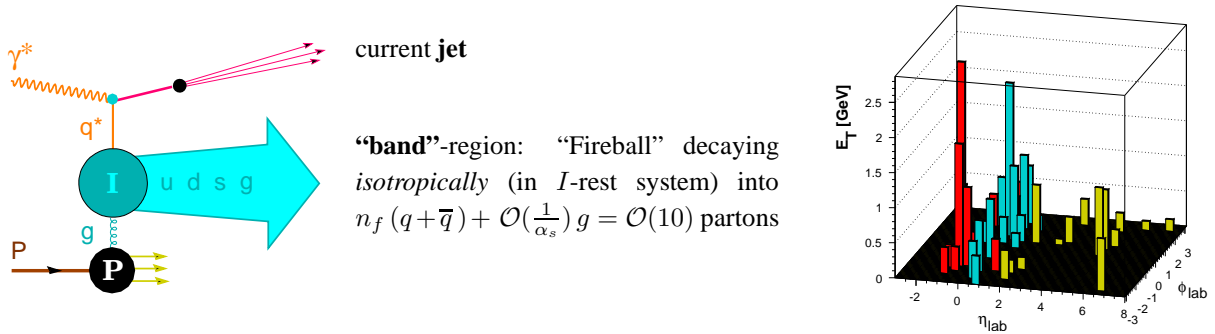 γ*
q*
I
u d s g
g
P
P
current jet
“band”-region: “Fireball” decaying
isotropically (in I-rest system) into
n_f (q+q̅) + O(1/α_s) g = O(10) partons
E_T [GeV]
2.5
2
1.5
1
0.5
0
-2 0 2 4 6 8
η_lab
-3 -2 -1 0 1 2 3
ϕ_lab